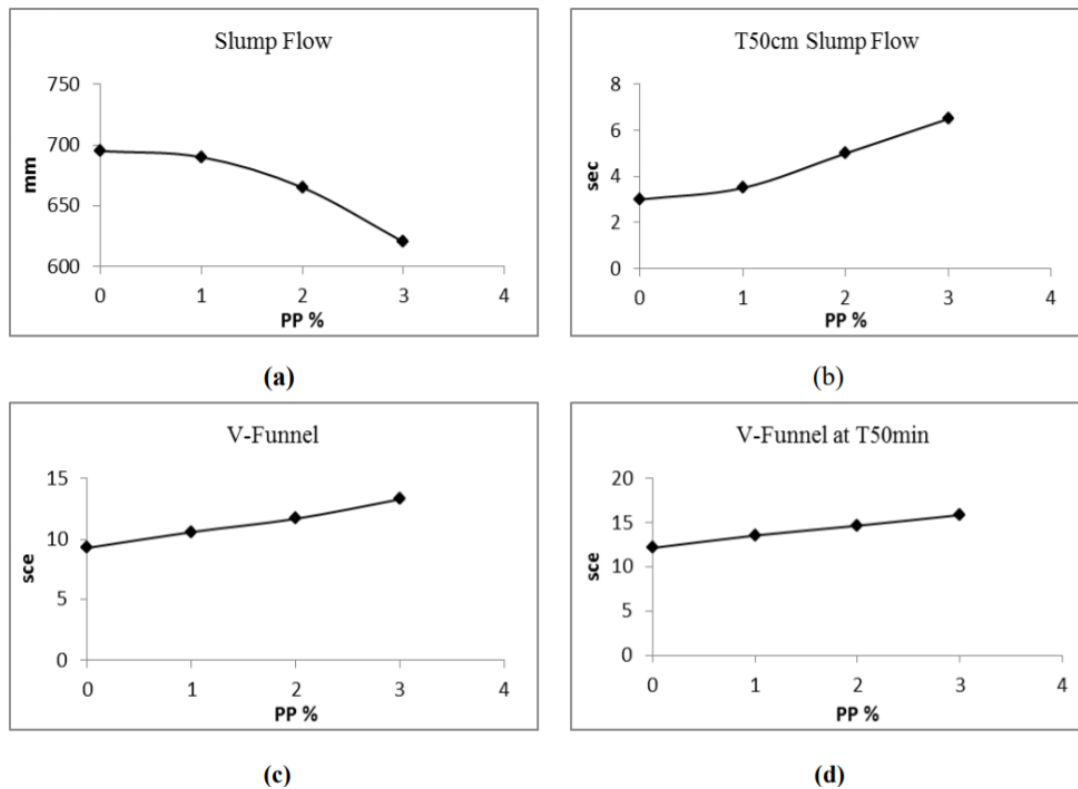 Slump Flow
750
700
650
600
mm
0 1 2 3 4
PP %
(a)
T50cm Slump Flow
8
6
4
2
0
sec
0 1 2 3 4
PP %
(b)
V-Funnel
15
10
5
0
sce
0 1 2 3 4
PP %
(c)
V-Funnel at T50min
20
15
10
5
0
sce
0 1 2 3 4
PP %
(d)